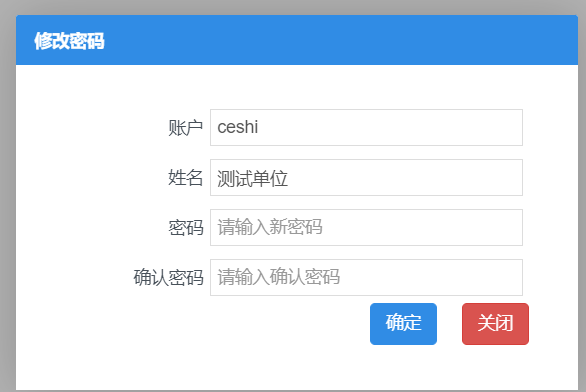 修改密码
账户 ceshi
姓名 测试单位
密码 请输入新密码
确认密码 请输入确认密码
确定 关闭